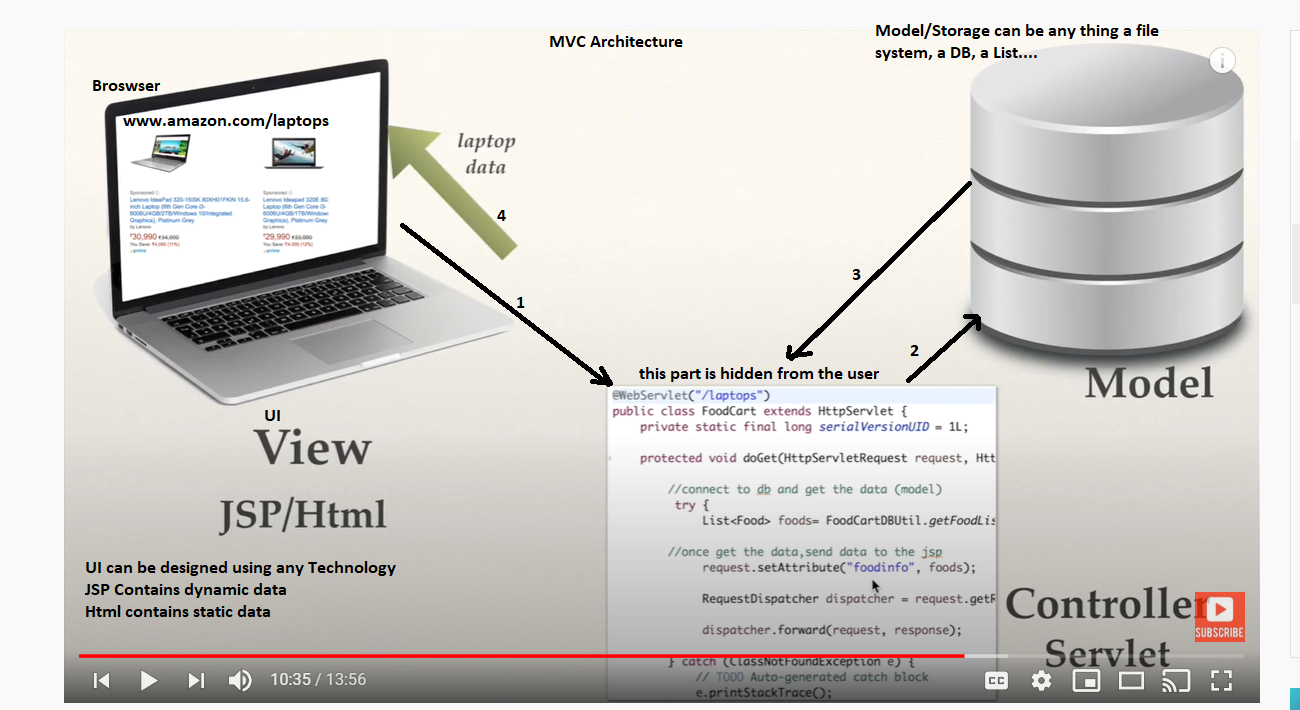 MVC Architecture
Model/Storage can be any thing a file
system, a DB, a List....
Broswser
www.amazon.com/laptops
laptop
data
Sponsored
Lenovo IdeaPad 320-15ISK 80XH01FKIN 15.6-
inch Laptop (6th Gen Core i3-
6006U/4GB/2TB/Windows 10/Integrated
Graphics), Platinum Grey
by Lenovo
₹30,990 ₹34,990
You Save: ₹4,000 (11%)
prime
Sponsored
Lenovo Ideapad 320E 80
Laptop (6th Gen Core i3-
6006U/4GB/1TB/Window
Graphics), Platinum Grey
by Lenovo
₹29,990 ₹33,990
You Save: ₹4,000 (12%)
prime
4
1
3
2
this part is hidden from the user
Model
@WebServlet("/laptops")
public class FoodCart extends HttpServlet {
private static final long serialVersionUID = 1L;
protected void doGet(HttpServletRequest request, Htt
//connect to db and get the data (model)
try {
List<Food> foods= FoodCartDBUtil.getFoodLis
//once get the data,send data to the jsp
request.setAttribute("foodinfo", foods);
RequestDispatcher dispatcher = request.getR
dispatcher.forward(request, response);
} catch (ClassNotFoundException e) {
// TODO Auto-generated catch block
e.printStackTrace();
UI
View
JSP/Html
UI can be designed using any Technology
JSP Contains dynamic data
Html contains static data
Controller
Servlet
SUBSCRIBE
10:35 / 13:56
CC